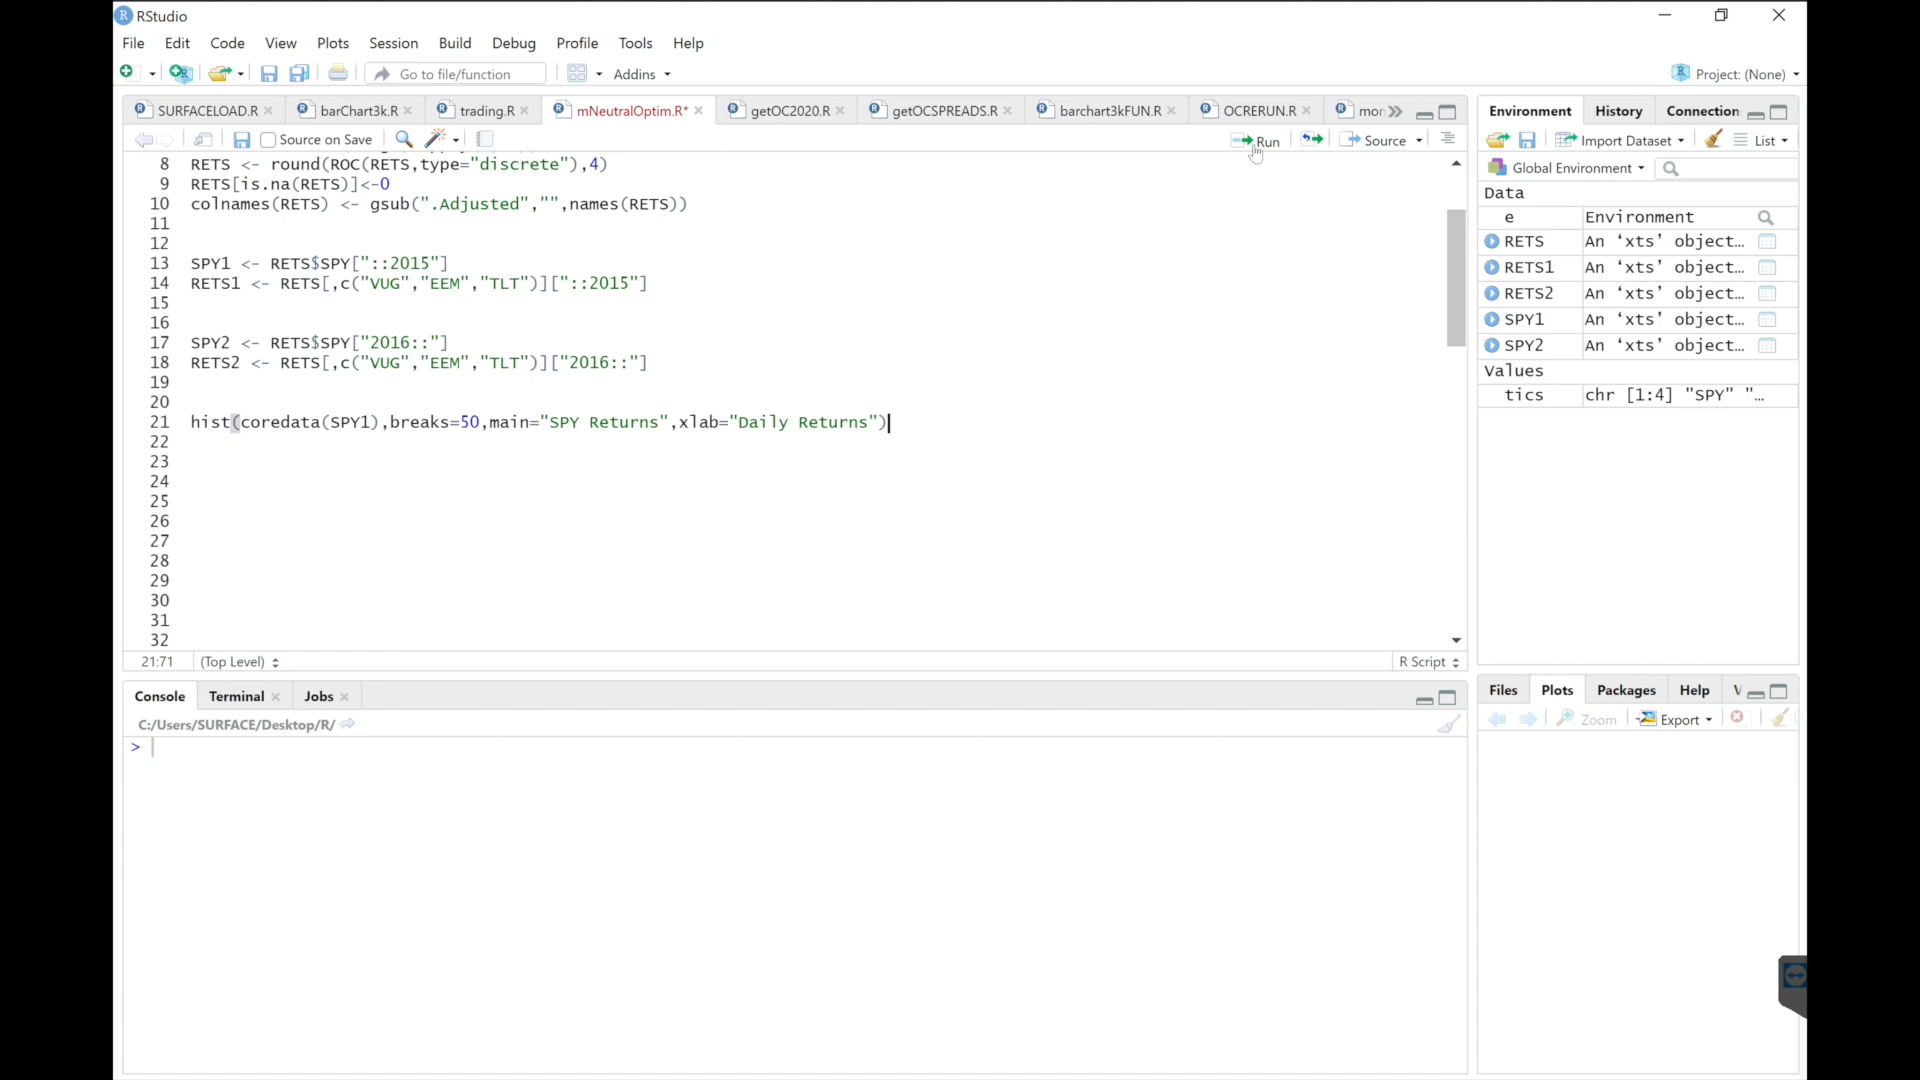 RStudio
File Edit Code View Plots Session Build Debug Profile Tools Help
Go to file/function Addins Project: (None)
SURFACELOAD.R barChart3k.R trading.R mNeutralOptim.R* getOC2020.R getOCSPREADS.R barchart3kFUN.R OCRERUN.R mor
Source on Save Run Source
8 RETS <- round(ROC(RETS,type="discrete"),4)
9 RETS[is.na(RETS)]<-0
10 colnames(RETS) <- gsub(".Adjusted","",names(RETS))
11
12
13 SPY1 <- RETS$SPY["::2015"]
14 RETS1 <- RETS[,c("VUG","EEM","TLT")]["::2015"]
15
16
17 SPY2 <- RETS$SPY["2016::"]
18 RETS2 <- RETS[,c("VUG","EEM","TLT")]["2016::"]
19
20
21 hist(coredata(SPY1),breaks=50,main="SPY Returns",xlab="Daily Returns")
22
23
24
25
26
27
28
29
30
31
32
21:71 (Top Level) R Script
Console Terminal Jobs
C:/Users/SURFACE/Desktop/R/
>
Environment History Connection
Import Dataset List
Global Environment
Data
e Environment
RETS An ‘xts’ object…
RETS1 An ‘xts’ object…
RETS2 An ‘xts’ object…
SPY1 An ‘xts’ object…
SPY2 An ‘xts’ object…
Values
tics chr [1:4] "SPY" "…
Files Plots Packages Help V
Zoom Export